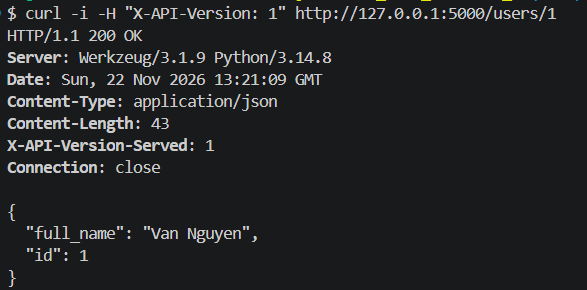 $ curl -i -H "X-API-Version: 1" http://127.0.0.1:5000/users/1
HTTP/1.1 200 OK
Server: Werkzeug/3.1.9 Python/3.14.8
Date: Sun, 22 Nov 2026 13:21:09 GMT
Content-Type: application/json
Content-Length: 43
X-API-Version-Served: 1
Connection: close

{
  "full_name": "Van Nguyen",
  "id": 1
}